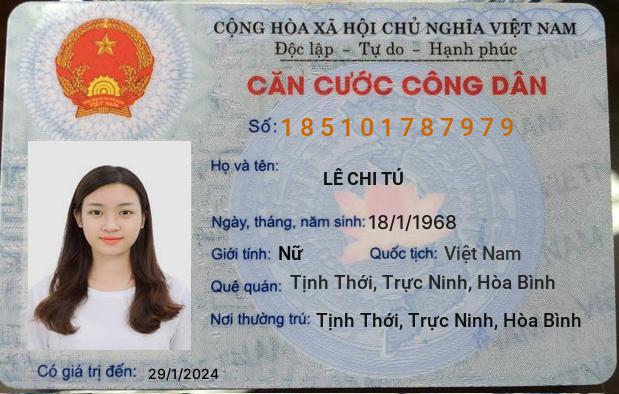 CỘNG HÒA XÃ HỘI CHỦ NGHĨA VIỆT NAM
Độc lập - Tự do - Hạnh phúc
CĂN CƯỚC CÔNG DÂN
Số: 185101787979
Họ và tên:
LÊ CHI TÚ
Ngày, tháng, năm sinh: 18/1/1968
Giới tính: Nữ Quốc tịch: Việt Nam
Quê quán: Tịnh Thới, Trực Ninh, Hòa Bình
Nơi thường trú: Tịnh Thới, Trực Ninh, Hòa Bình
Có giá trị đến: 29/1/2024
VIỆT NAM